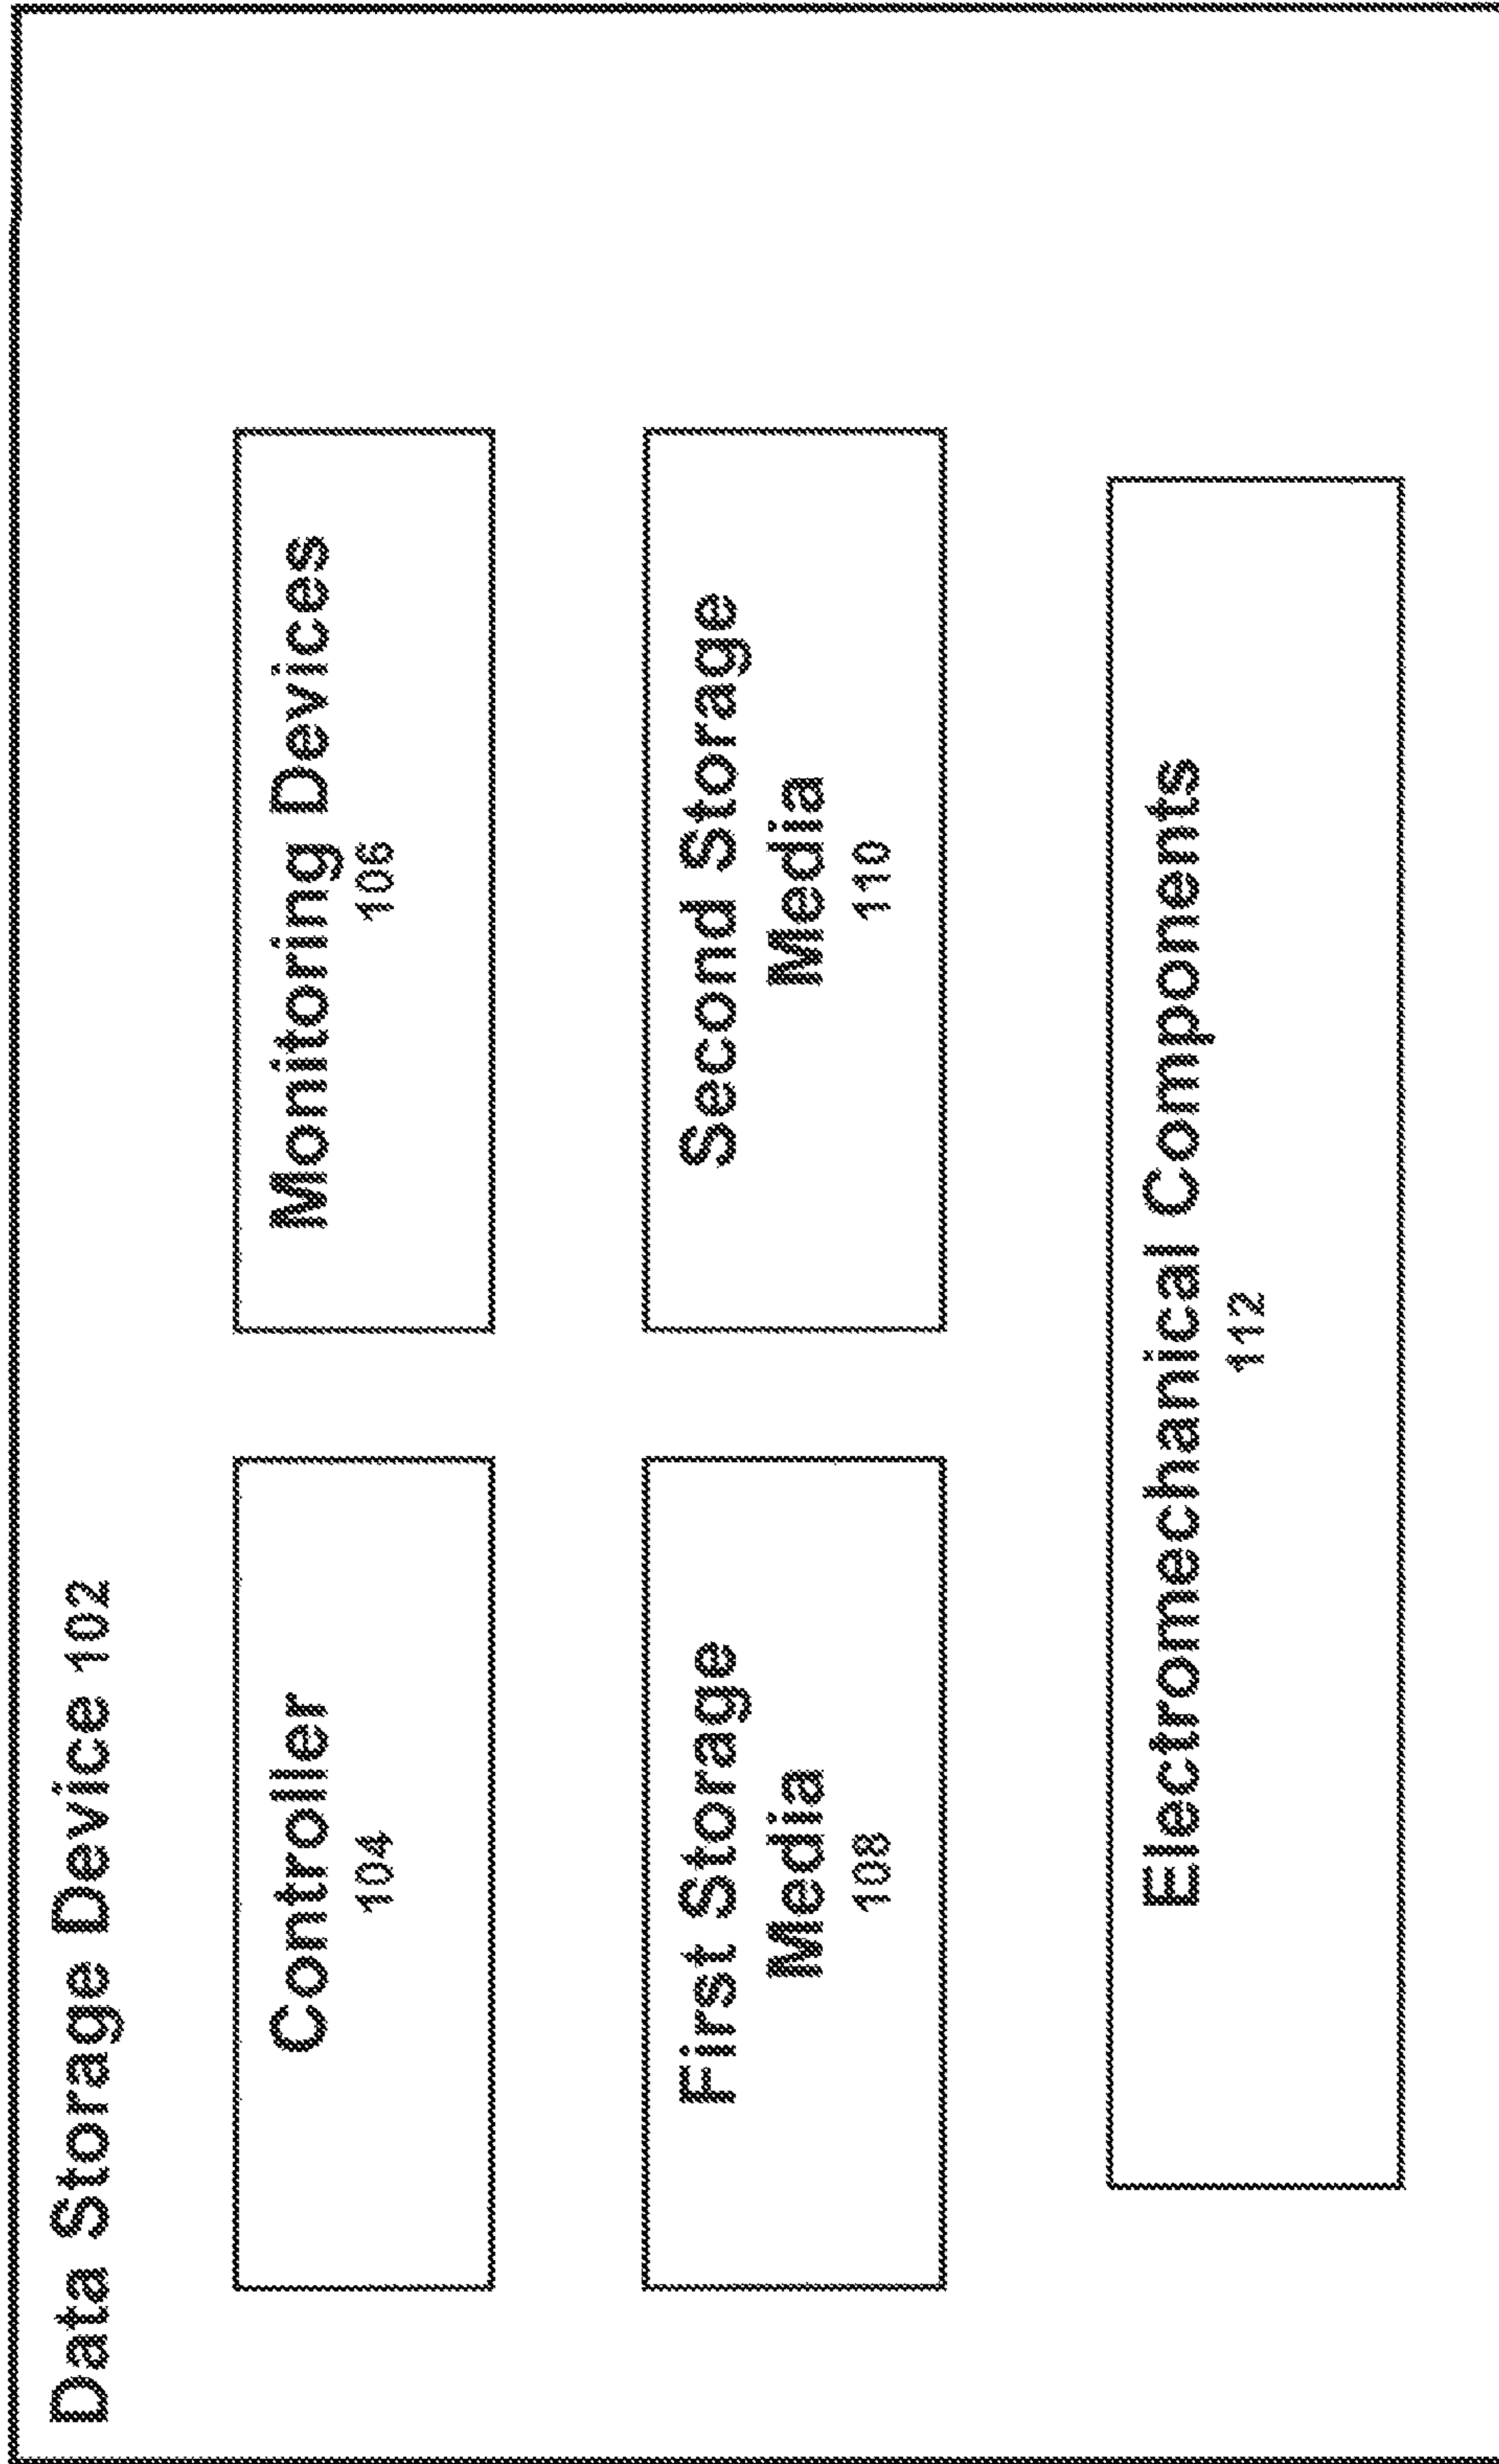 Data Storage Device 102
Controller
104
Monitoring Devices
106
First Storage
Media
108
Second Storage
Media
110
Electromechanical Components
112